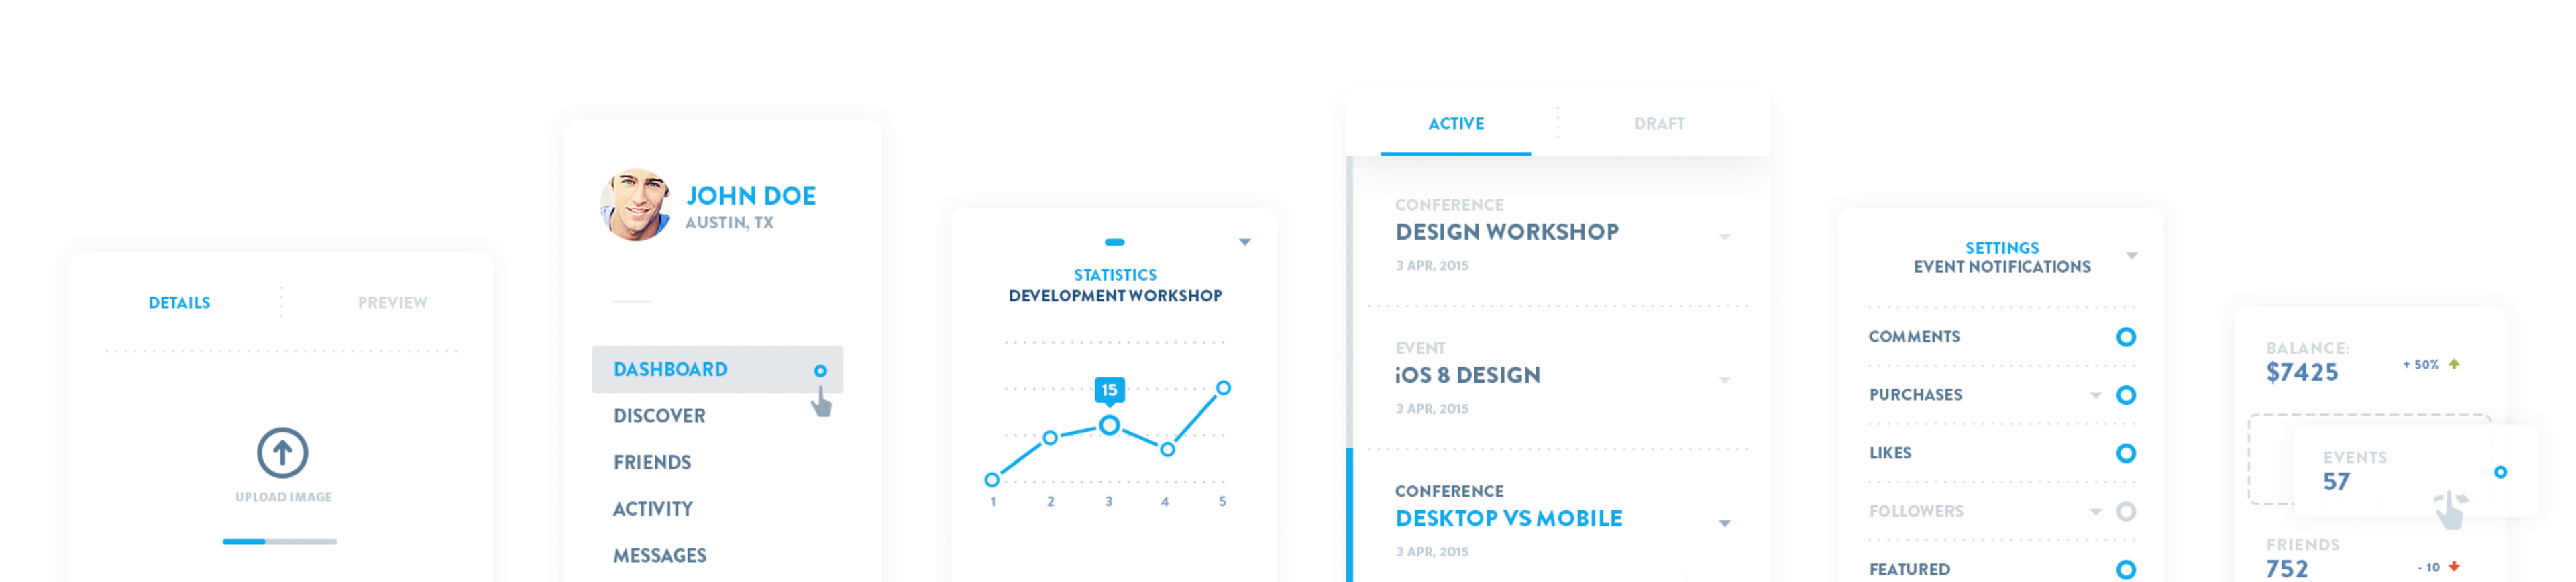 DETAILS
PREVIEW
UPLOAD IMAGE
JOHN DOE
AUSTIN, TX
DASHBOARD
DISCOVER
FRIENDS
ACTIVITY
MESSAGES
STATISTICS
DEVELOPMENT WORKSHOP
15
1 2 3 4 5
ACTIVE
DRAFT
CONFERENCE
DESIGN WORKSHOP
3 APR, 2015
EVENT
iOS 8 DESIGN
3 APR, 2015
CONFERENCE
DESKTOP VS MOBILE
3 APR, 2015
SETTINGS
EVENT NOTIFICATIONS
COMMENTS
PURCHASES
LIKES
FOLLOWERS
FEATURED
BALANCE:
$7425
+ 50%
EVENTS
57
FRIENDS
752
- 10